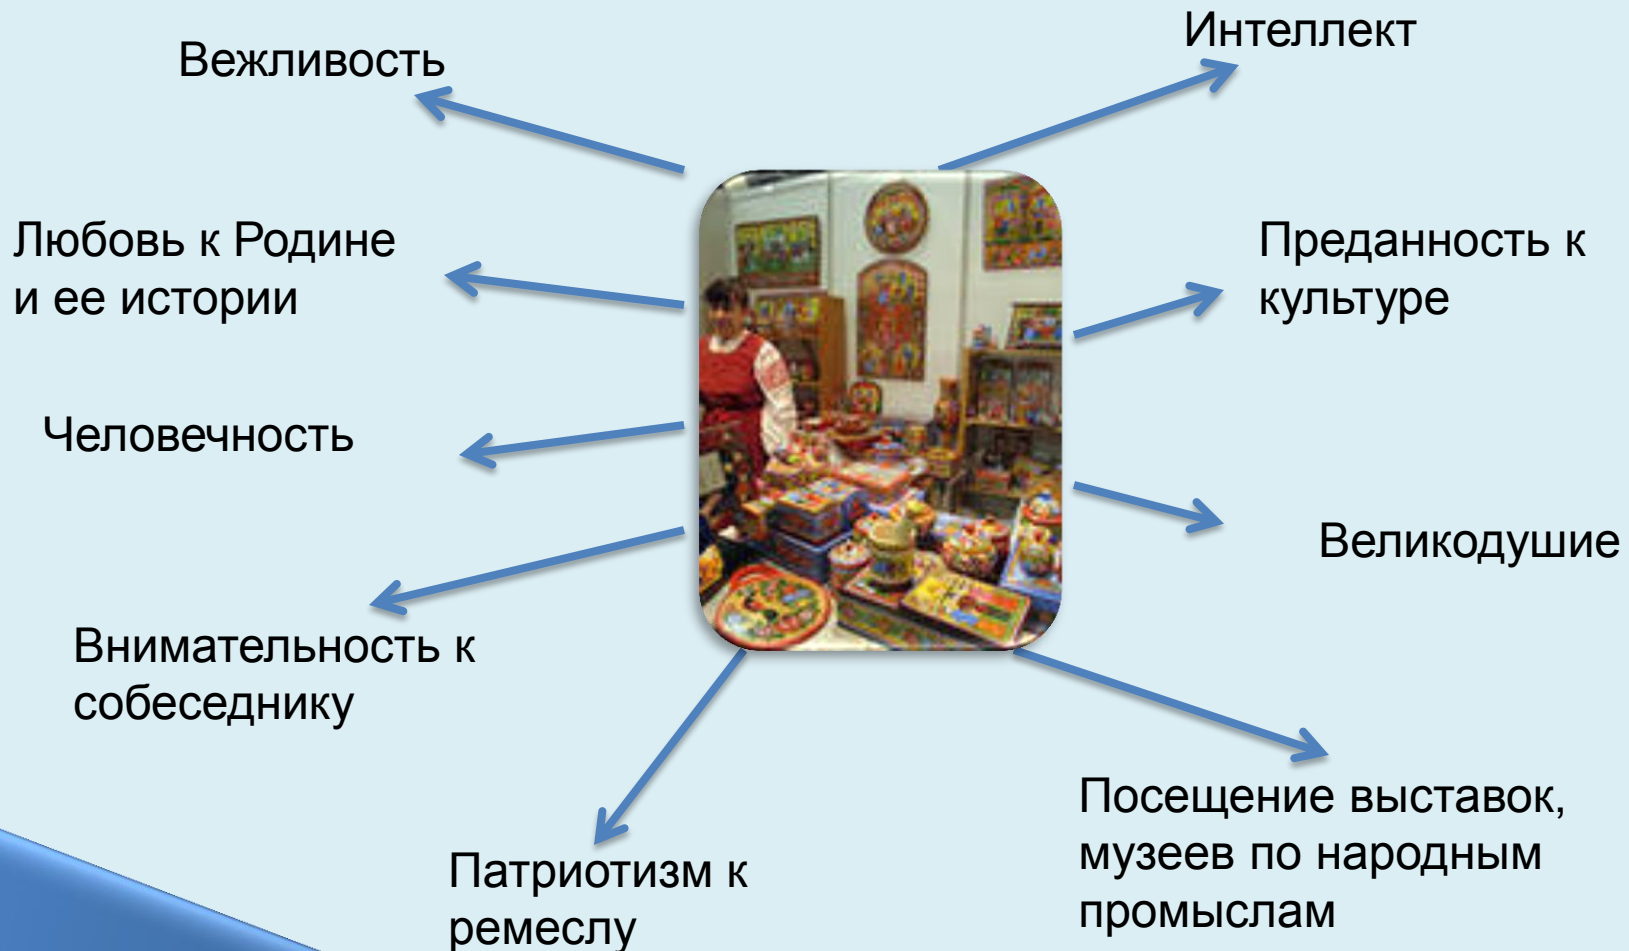 Вежливость
Интеллект
Любовь к Родине
и ее истории
Преданность к
культуре
Человечность
Великодушие
Внимательность к
собеседнику
Патриотизм к
ремеслу
Посещение выставок,
музеев по народным
промыслам